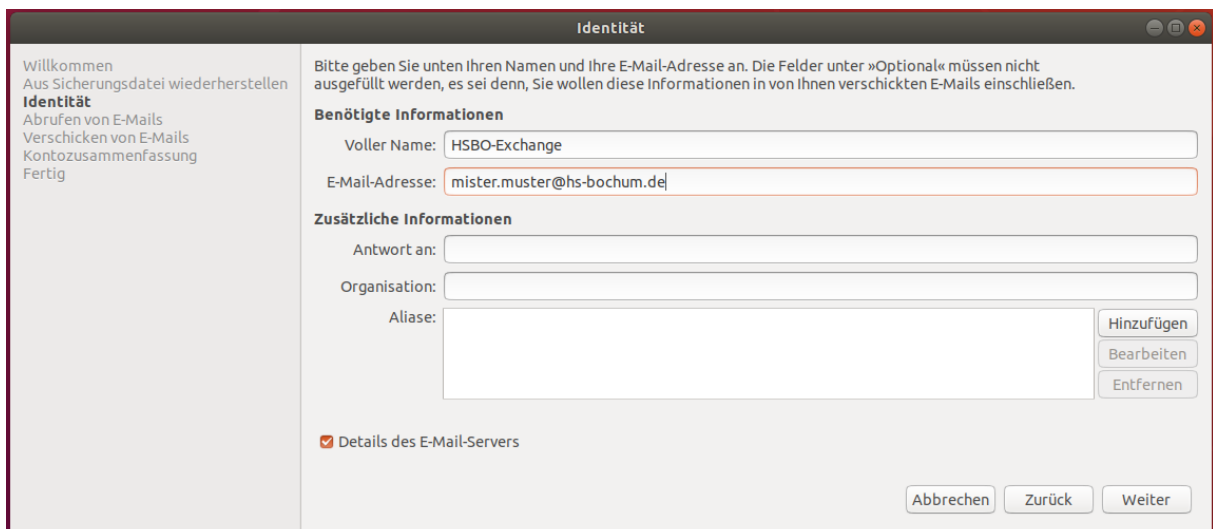 Identität
Willkommen
Aus Sicherungsdatei wiederherstellen
Identität
Abrufen von E-Mails
Verschicken von E-Mails
Kontozusammenfassung
Fertig
Bitte geben Sie unten Ihren Namen und Ihre E-Mail-Adresse an. Die Felder unter »Optional« müssen nicht
ausgefüllt werden, es sei denn, Sie wollen diese Informationen in von Ihnen verschickten E-Mails einschließen.
Benötigte Informationen
Voller Name: HSBO-Exchange
E-Mail-Adresse: mister.muster@hs-bochum.de
Zusätzliche Informationen
Antwort an:
Organisation:
Aliase:
Hinzufügen
Bearbeiten
Entfernen
Details des E-Mail-Servers
Abbrechen Zurück Weiter